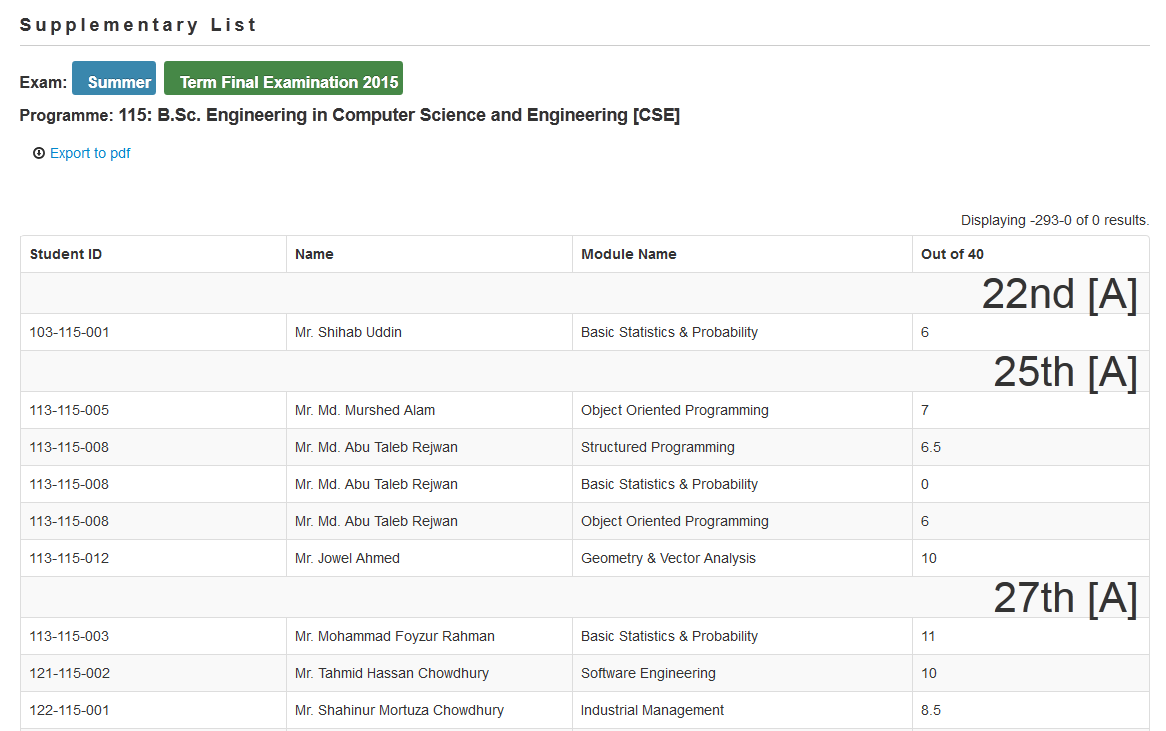 Supplementary List
Exam: Summer Term Final Examination 2015
Programme: 115: B.Sc. Engineering in Computer Science and Engineering [CSE]
Export to pdf
Displaying -293-0 of 0 results.
Student ID Name Module Name Out of 40
22nd [A]
103-115-001 Mr. Shihab Uddin Basic Statistics & Probability 6
25th [A]
113-115-005 Mr. Md. Murshed Alam Object Oriented Programming 7
113-115-008 Mr. Md. Abu Taleb Rejwan Structured Programming 6.5
113-115-008 Mr. Md. Abu Taleb Rejwan Basic Statistics & Probability 0
113-115-008 Mr. Md. Abu Taleb Rejwan Object Oriented Programming 6
113-115-012 Mr. Jowel Ahmed Geometry & Vector Analysis 10
27th [A]
113-115-003 Mr. Mohammad Foyzur Rahman Basic Statistics & Probability 11
121-115-002 Mr. Tahmid Hassan Chowdhury Software Engineering 10
122-115-001 Mr. Shahinur Mortuza Chowdhury Industrial Management 8.5